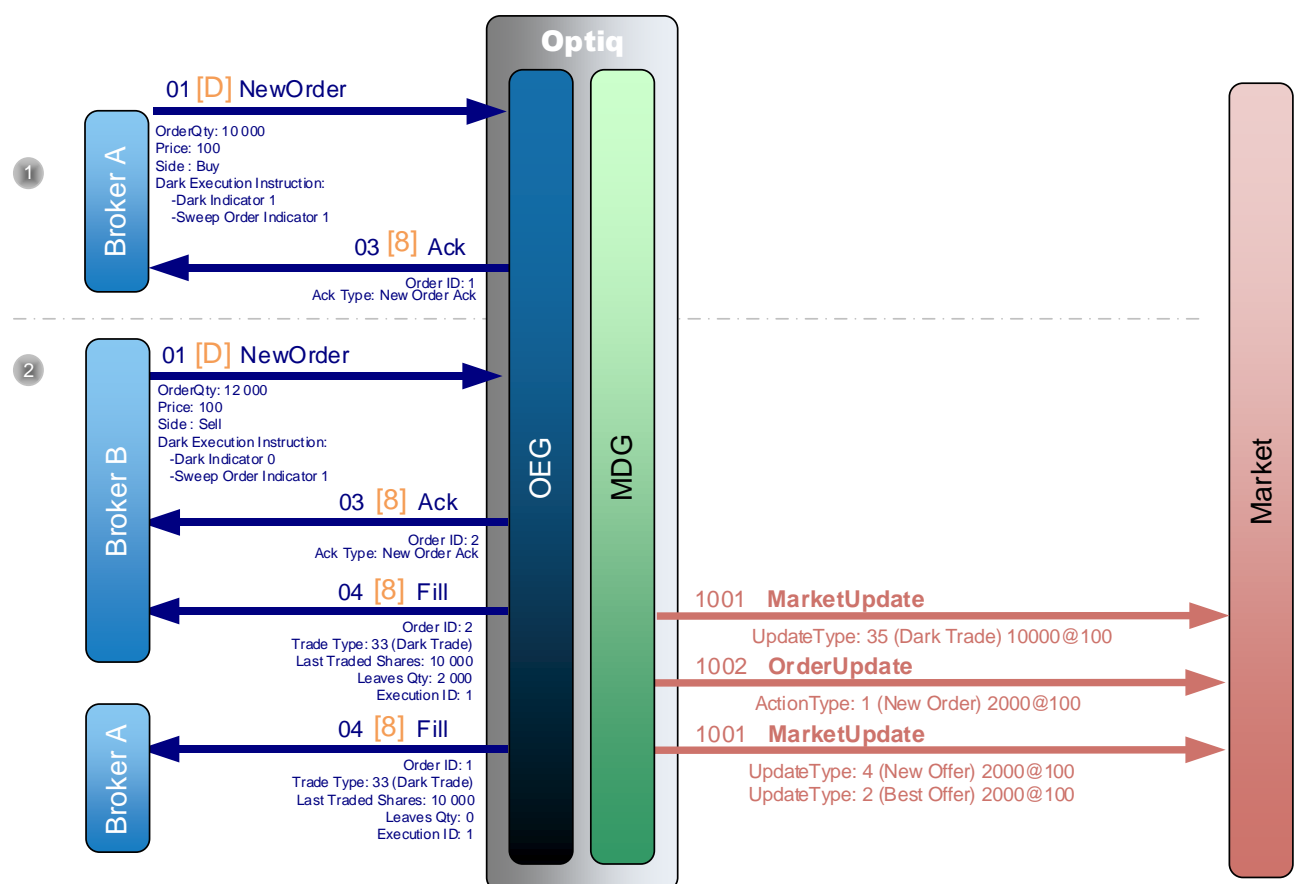 Optiq
01 [D] NewOrder
OrderQty: 10 000
Price: 100
Side : Buy
Dark Execution Instruction:
-Dark Indicator 1
-Sweep Order Indicator 1
1
Broker A
03 [8] Ack
Order ID: 1
Ack Type: New Order Ack
2
01 [D] NewOrder
OrderQty: 12 000
Price: 100
Side : Sell
Dark Execution Instruction:
-Dark Indicator 0
-Sweep Order Indicator 1
Broker B
OEG
MDG
Market
03 [8] Ack
Order ID: 2
Ack Type: New Order Ack
04 [8] Fill
Order ID: 2
Trade Type: 33 (Dark Trade)
Last Traded Shares: 10 000
Leaves Qty: 2 000
Execution ID: 1
1001 MarketUpdate
UpdateType: 35 (Dark Trade) 10000@100
1002 OrderUpdate
ActionType: 1 (New Order) 2000@100
Broker A
04 [8] Fill
Order ID: 1
Trade Type: 33 (Dark Trade)
Last Traded Shares: 10 000
Leaves Qty: 0
Execution ID: 1
1001 MarketUpdate
UpdateType: 4 (New Offer) 2000@100
UpdateType: 2 (Best Offer) 2000@100